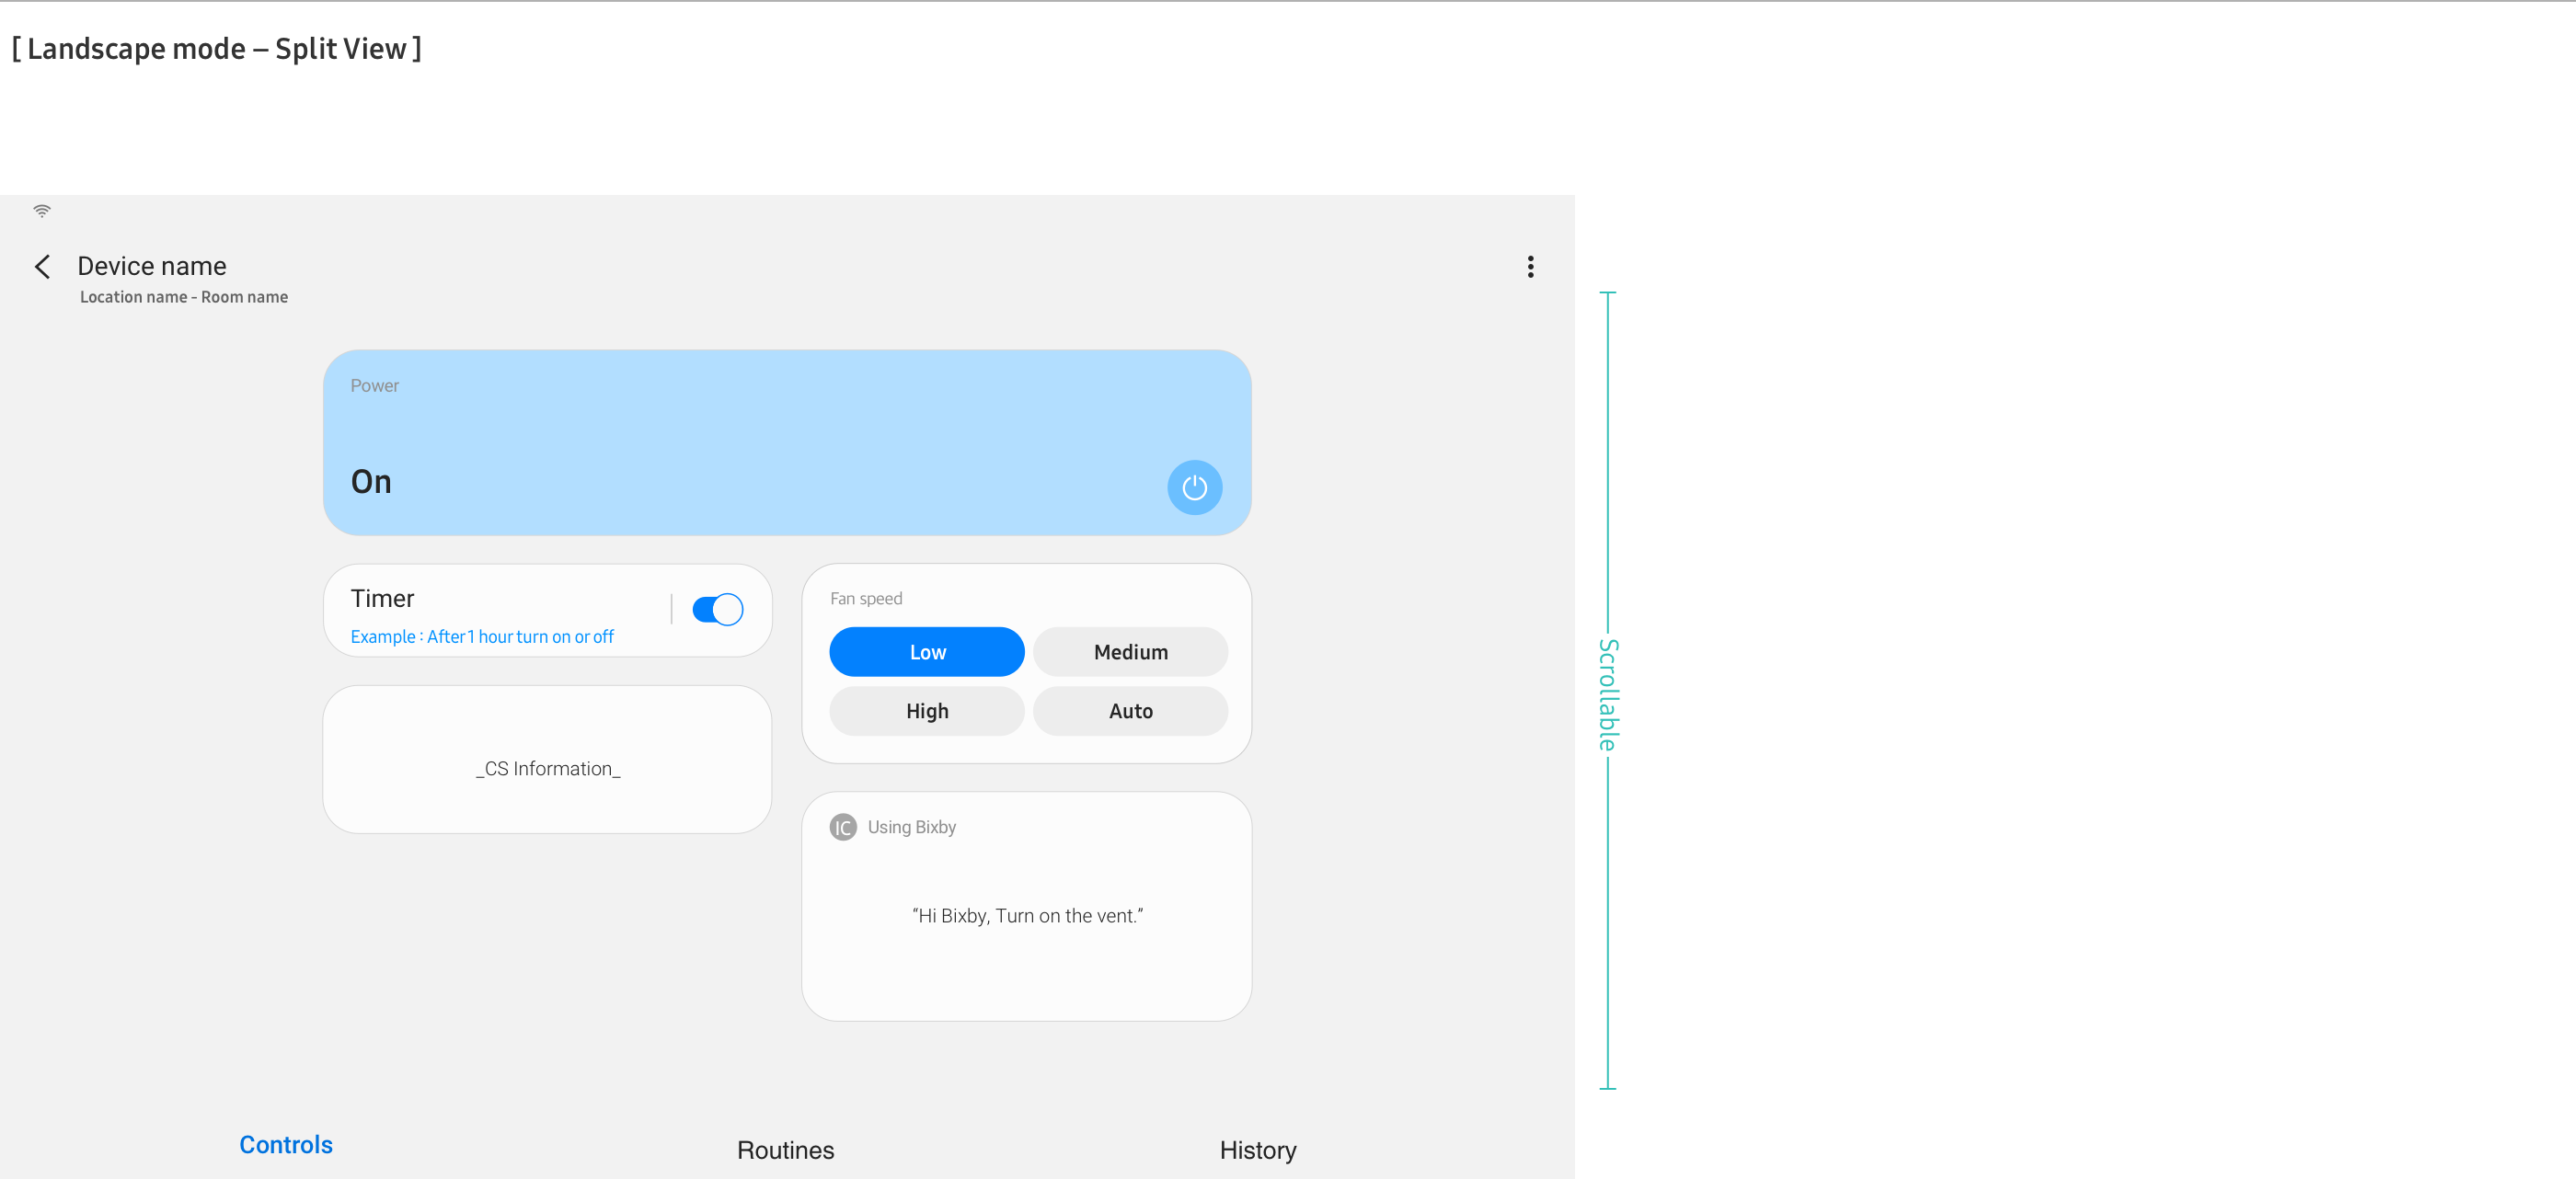 [ Landscape mode – Split View ]
Device name
Location name - Room name
Power
On
Timer
Example : After 1 hour turn on or off
Fan speed
Low
Medium
High
Auto
_CS Information_
IC Using Bixby
“Hi Bixby, Turn on the vent.”
Scrollable
Controls
Routines
History